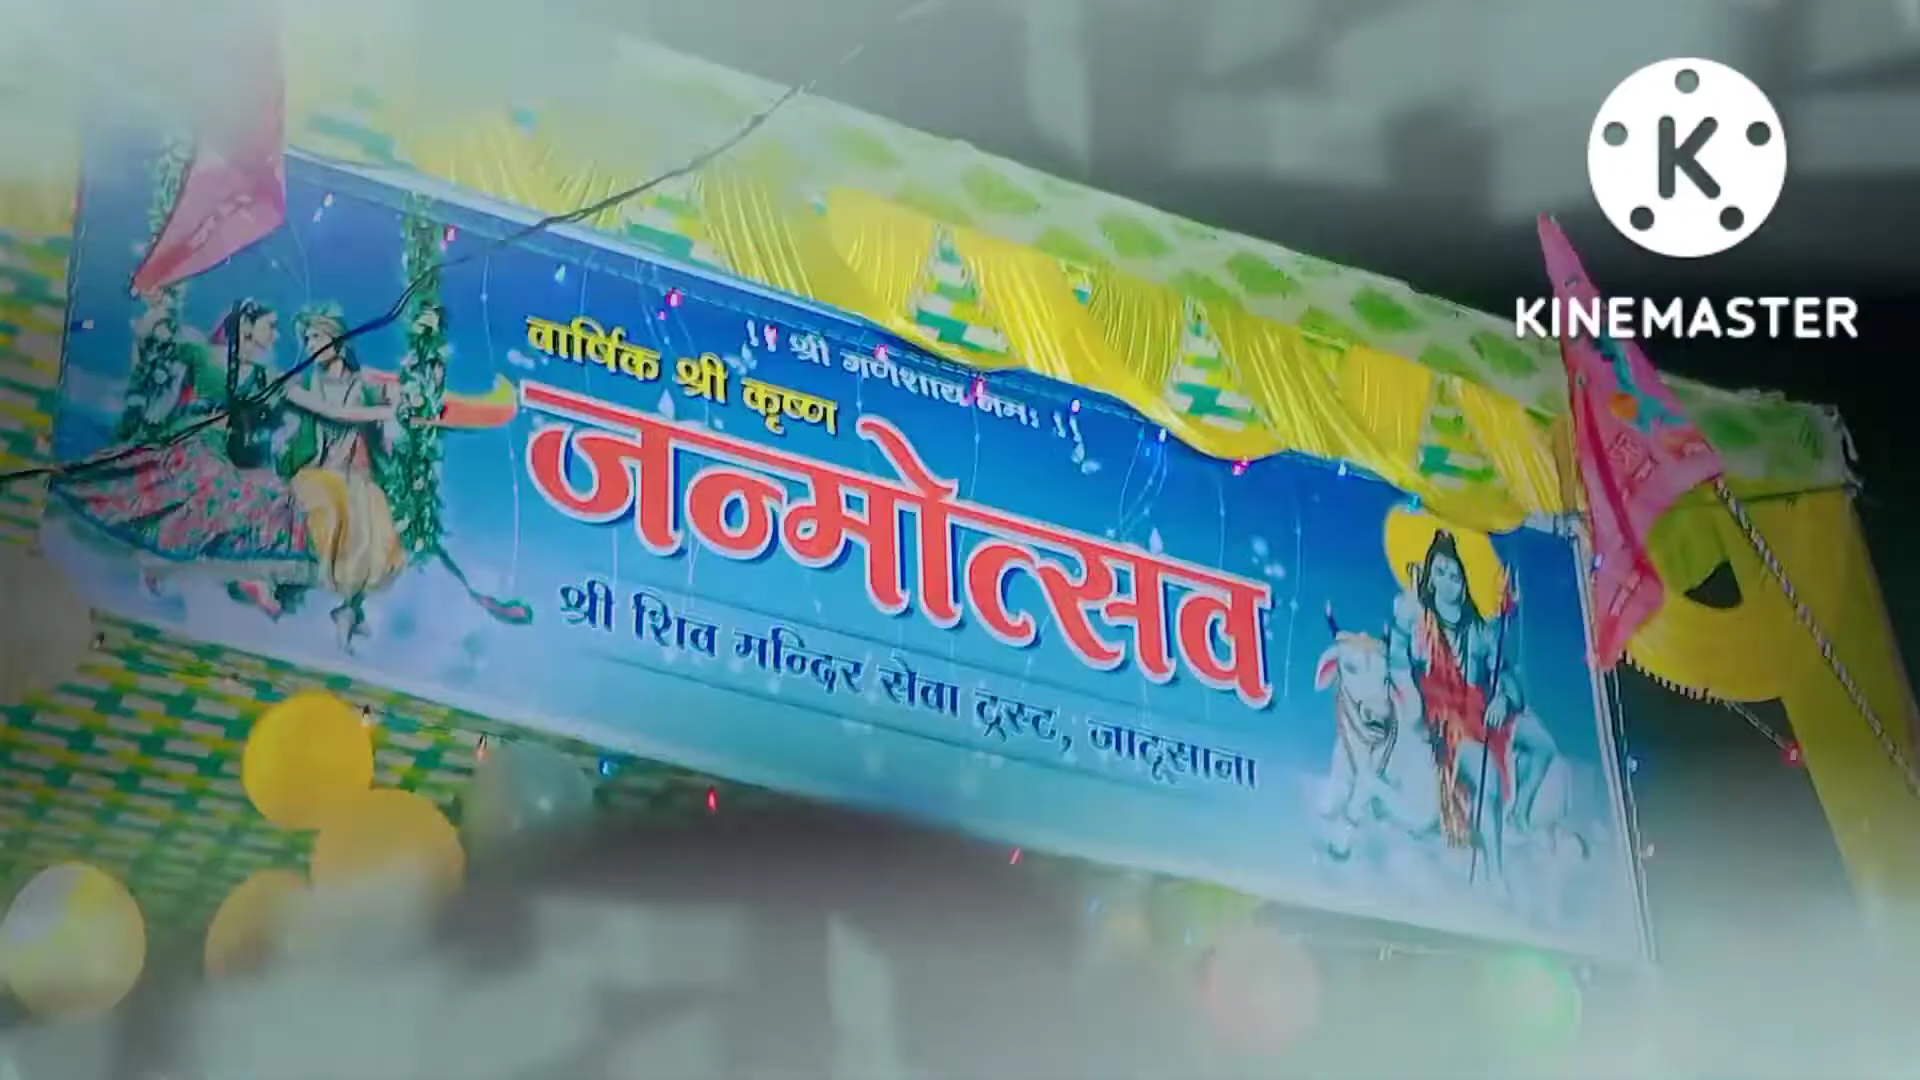 !! श्री गणेशाय नमः !!
वार्षिक श्री कृष्ण
जन्मोत्सव
श्री शिव मन्दिर सेवा ट्रस्ट, जाटूसाना
K
KINEMASTER